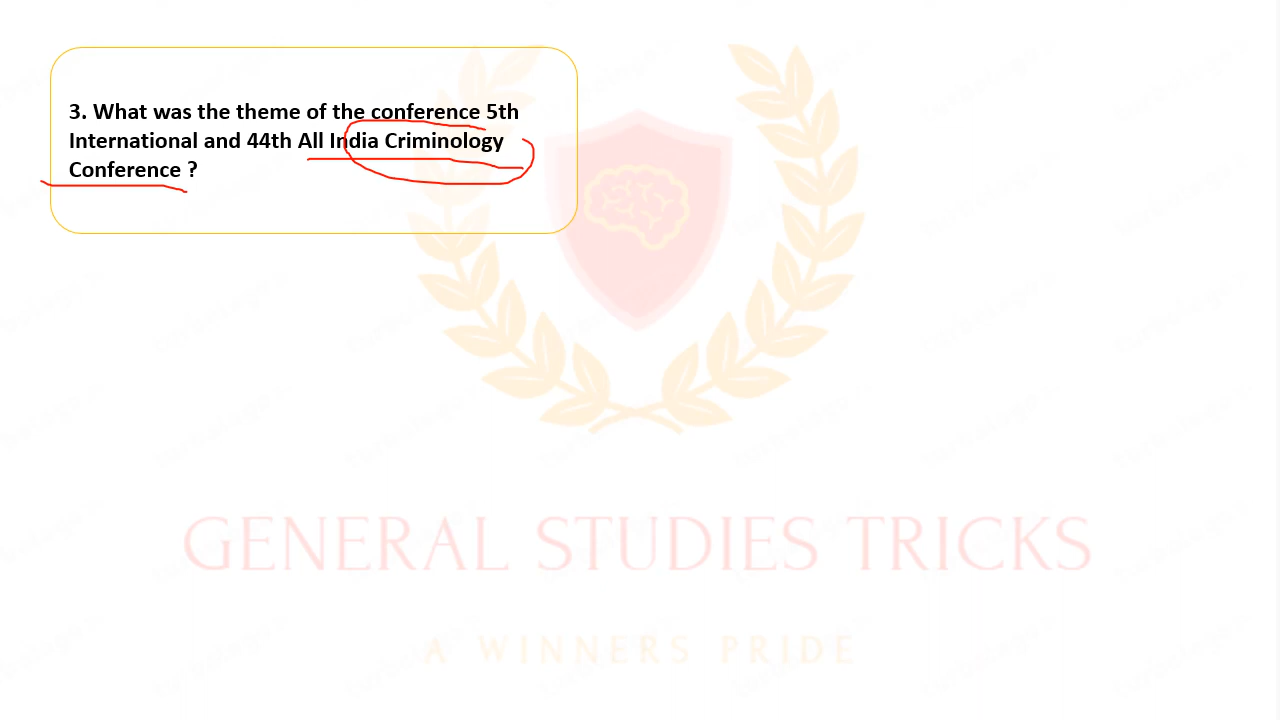 3. What was the theme of the conference 5th
International and 44th All India Criminology
Conference ?
GENERAL STUDIES TRICKS
A WINNERS PRIDE